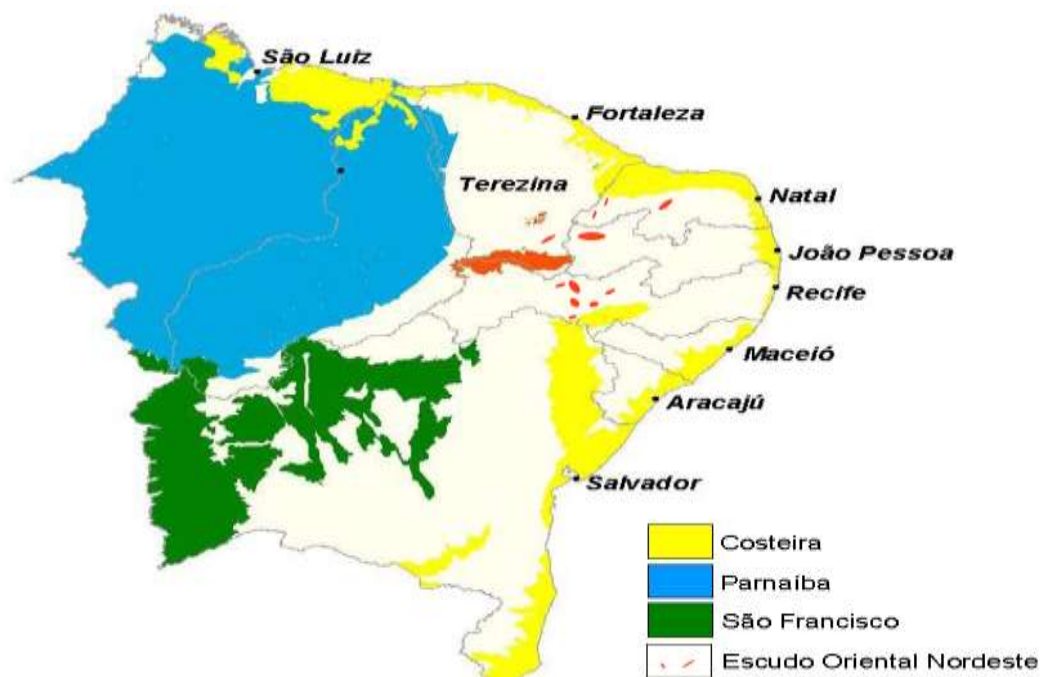 São Luiz
Fortaleza
Terezina
Natal
João Pessoa
Recife
Maceió
Aracajú
Salvador
Costeira
Parnaíba
São Francisco
Escudo Oriental Nordeste